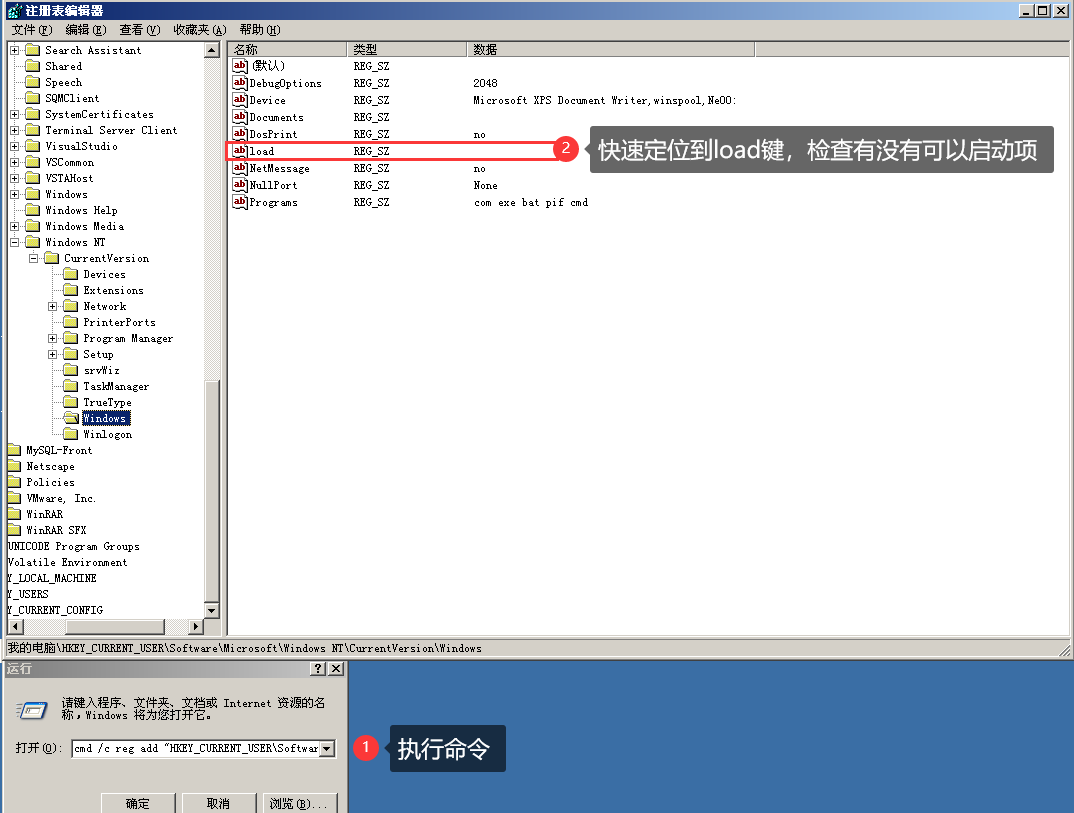 注册表编辑器
文件(F) 编辑(E) 查看(V) 收藏夹(A) 帮助(H)
Search Assistant
Shared
Speech
SQMClient
SystemCertificates
Terminal Server Client
VisualStudio
VSCommon
VSTAHost
Windows
Windows Help
Windows Media
Windows NT
CurrentVersion
Devices
Extensions
Network
PrinterPorts
Program Manager
Setup
srvWiz
TaskManager
TrueType
Windows
Winlogon
MySQL-Front
Netscape
Policies
VMware, Inc.
WinRAR
WinRAR SFX
UNICODE Program Groups
Volatile Environment
Y_LOCAL_MACHINE
Y_USERS
Y_CURRENT_CONFIG
名称 类型 数据
ab (默认) REG_SZ
ab DebugOptions REG_SZ 2048
ab Device REG_SZ Microsoft XPS Document Writer,winspool,Ne00:
ab Documents REG_SZ
ab DosPrint REG_SZ no
ab load REG_SZ
ab NetMessage REG_SZ no
ab NullPort REG_SZ None
ab Programs REG_SZ com exe bat pif cmd
2 快速定位到load键，检查有没有可以启动项
我的电脑\HKEY_CURRENT_USER\Software\Microsoft\Windows NT\CurrentVersion\Windows
运行
请键入程序、文件夹、文档或 Internet 资源的名
称，Windows 将为您打开它。
打开(O): cmd /c reg add "HKEY_CURRENT_USER\Softwar
确定 取消 浏览(B)...
1 执行命令